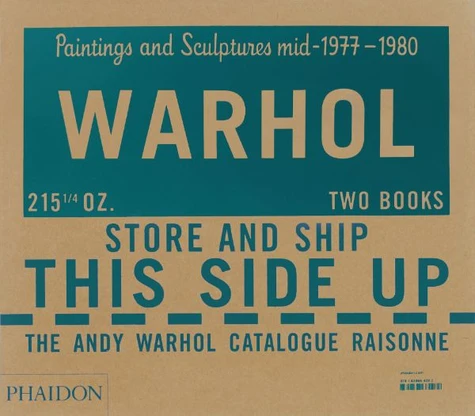 Paintings and Sculptures mid-1977–1980
WARHOL
215 1/4 OZ.
TWO BOOKS
STORE AND SHIP
THIS SIDE UP
THE ANDY WARHOL CATALOGUE RAISONNE
PHAIDON